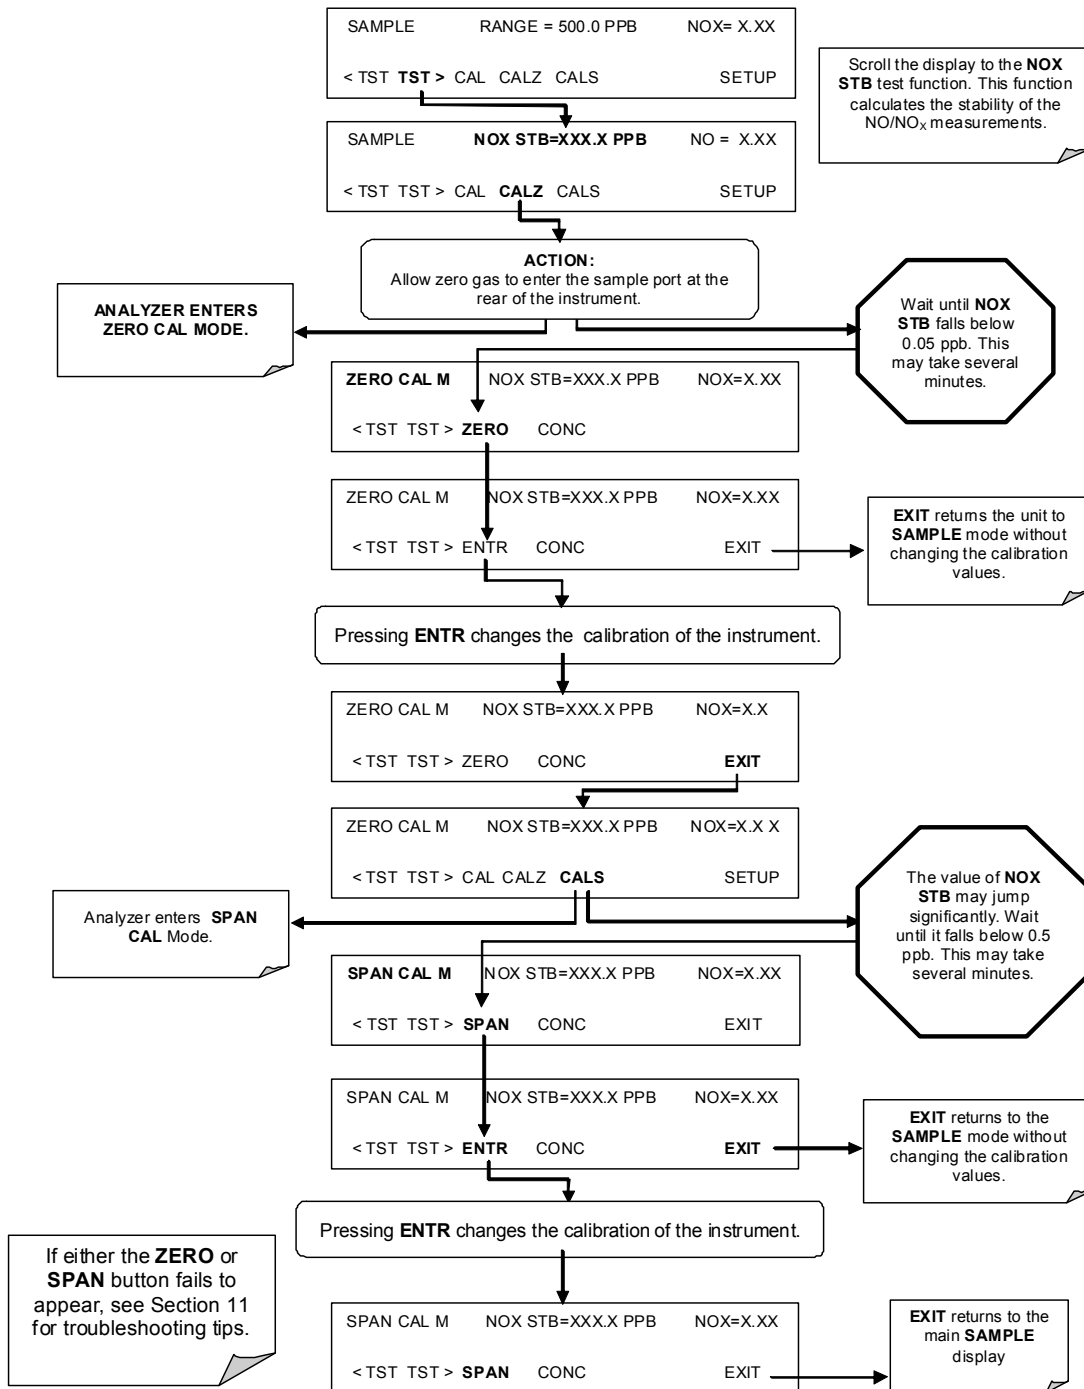 SAMPLE RANGE = 500.0 PPB NOX= X.XX
< TST TST > CAL CALZ CALS SETUP
Scroll the display to the NOX
STB test function. This function
calculates the stability of the
NO/NOX measurements.
SAMPLE NOX STB=XXX.X PPB NO = X.XX
< TST TST > CAL CALZ CALS SETUP
ACTION:
Allow zero gas to enter the sample port at the
rear of the instrument.
ANALYZER ENTERS
ZERO CAL MODE.
Wait until NOX
STB falls below
0.05 ppb. This
may take several
minutes.
ZERO CAL M NOX STB=XXX.X PPB NOX=X.XX
< TST TST > ZERO CONC
ZERO CAL M NOX STB=XXX.X PPB NOX=X.XX
< TST TST > ENTR CONC EXIT
EXIT returns the unit to
SAMPLE mode without
changing the calibration
values.
Pressing ENTR changes the calibration of the instrument.
ZERO CAL M NOX STB=XXX.X PPB NOX=X.X
< TST TST > ZERO CONC EXIT
ZERO CAL M NOX STB=XXX.X PPB NOX=X.X X
< TST TST > CAL CALZ CALS SETUP
Analyzer enters SPAN
CAL Mode.
The value of NOX
STB may jump
significantly. Wait
until it falls below 0.5
ppb. This may take
several minutes.
SPAN CAL M NOX STB=XXX.X PPB NOX=X.XX
< TST TST > SPAN CONC EXIT
SPAN CAL M NOX STB=XXX.X PPB NOX=X.XX
< TST TST > ENTR CONC EXIT
EXIT returns to the
SAMPLE mode without
changing the calibration
values.
Pressing ENTR changes the calibration of the instrument.
If either the ZERO or
SPAN button fails to
appear, see Section 11
for troubleshooting tips.
SPAN CAL M NOX STB=XXX.X PPB NOX=X.XX
< TST TST > SPAN CONC EXIT
EXIT returns to the
main SAMPLE
display